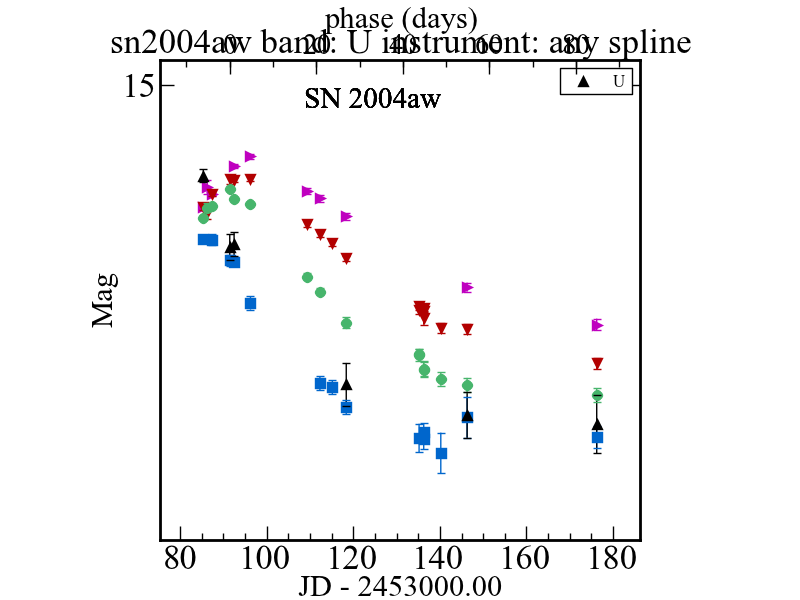 phase (days)
sn2004aw band: U instrument: any spline
0 20 40 60 80
U
15
SN 2004aw
Mag
80 100 120 140 160 180
JD - 2453000.00